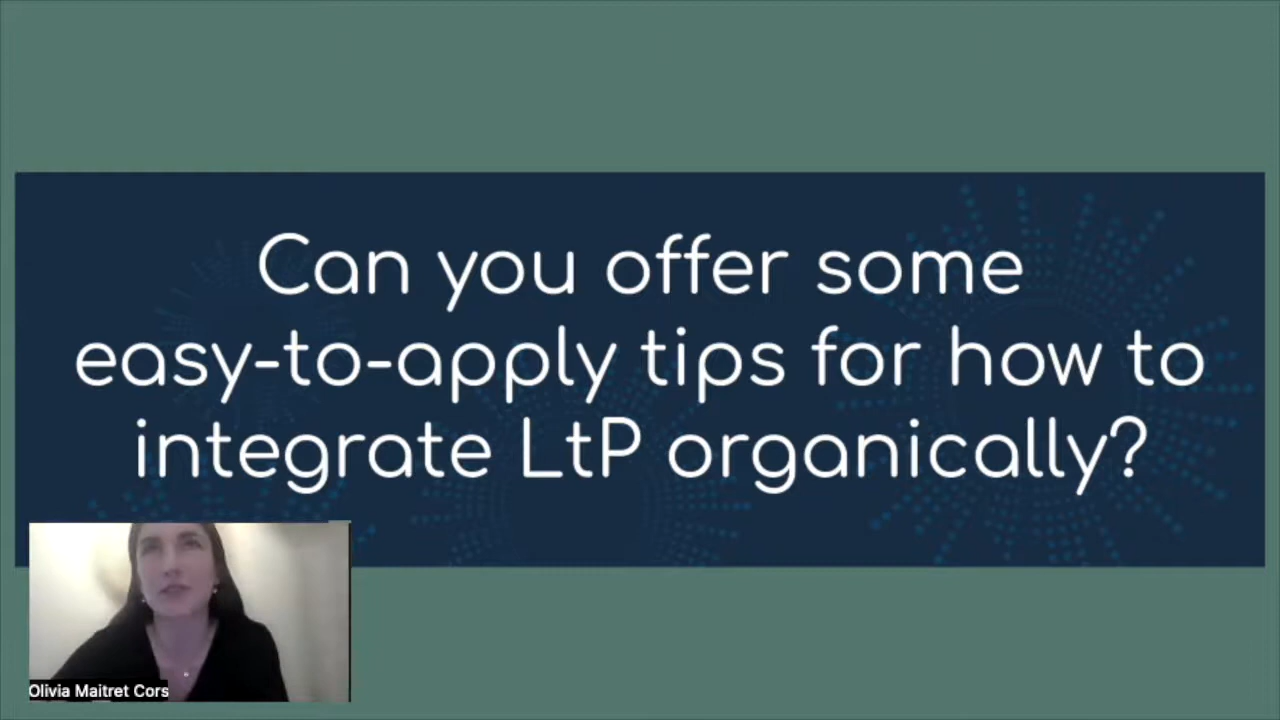 Can you offer some
easy-to-apply tips for how to
integrate LtP organically?
Olivia Maitret Cors